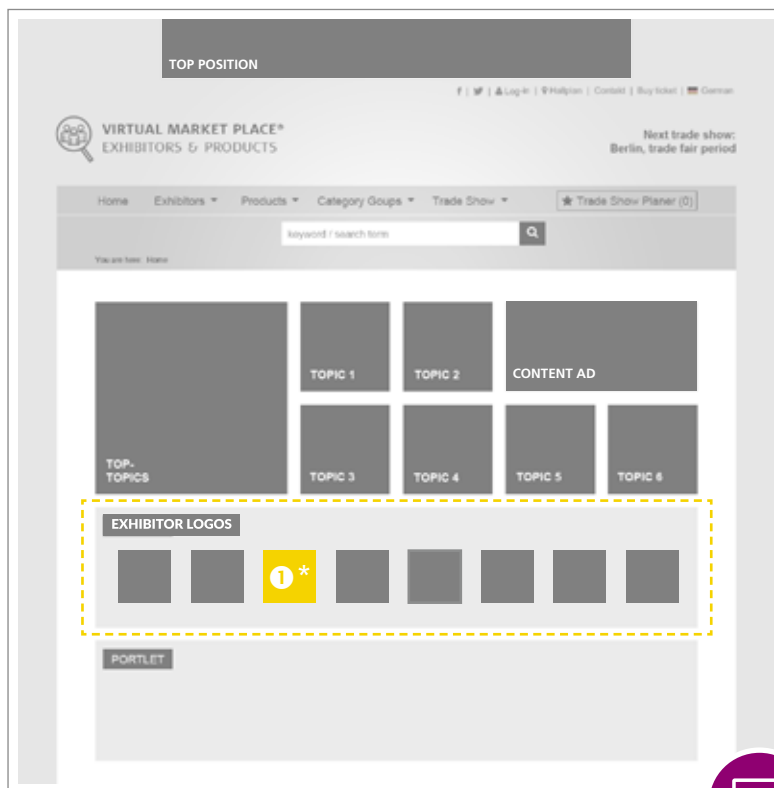 TOP POSITION
f | | Log-in | Hallplan | Contakt | Buy ticket | German
VIRTUAL MARKET PLACE®
EXHIBITORS & PRODUCTS
Next trade show:
Berlin, trade fair period
Home Exhibitors Products Category Goups Trade Show ★ Trade Show Planer (0)
keyword / search term
You are here: Home
TOPIC 1 TOPIC 2 CONTENT AD
TOP-
TOPICS TOPIC 3 TOPIC 4 TOPIC 5 TOPIC 6
EXHIBITOR LOGOS
1 *
PORTLET